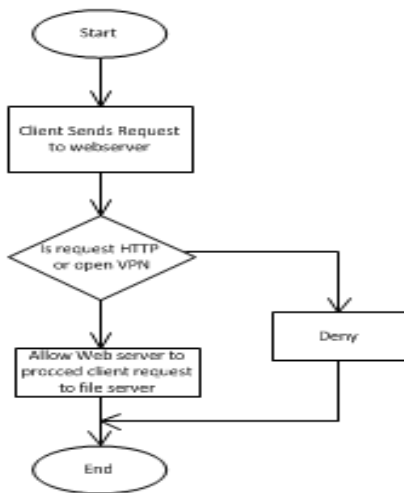 Start
Client Sends Request
to webserver
Is request HTTP
or open VPN
Deny
Allow Web server to
procced client request
to file server
End